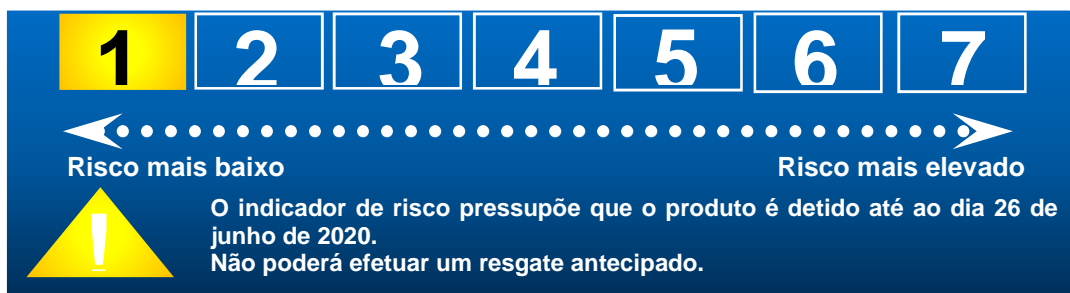 1 2 3 4 5 6 7
Risco mais baixo Risco mais elevado
!
O indicador de risco pressupõe que o produto é detido até ao dia 26 de
junho de 2020.
Não poderá efetuar um resgate antecipado.